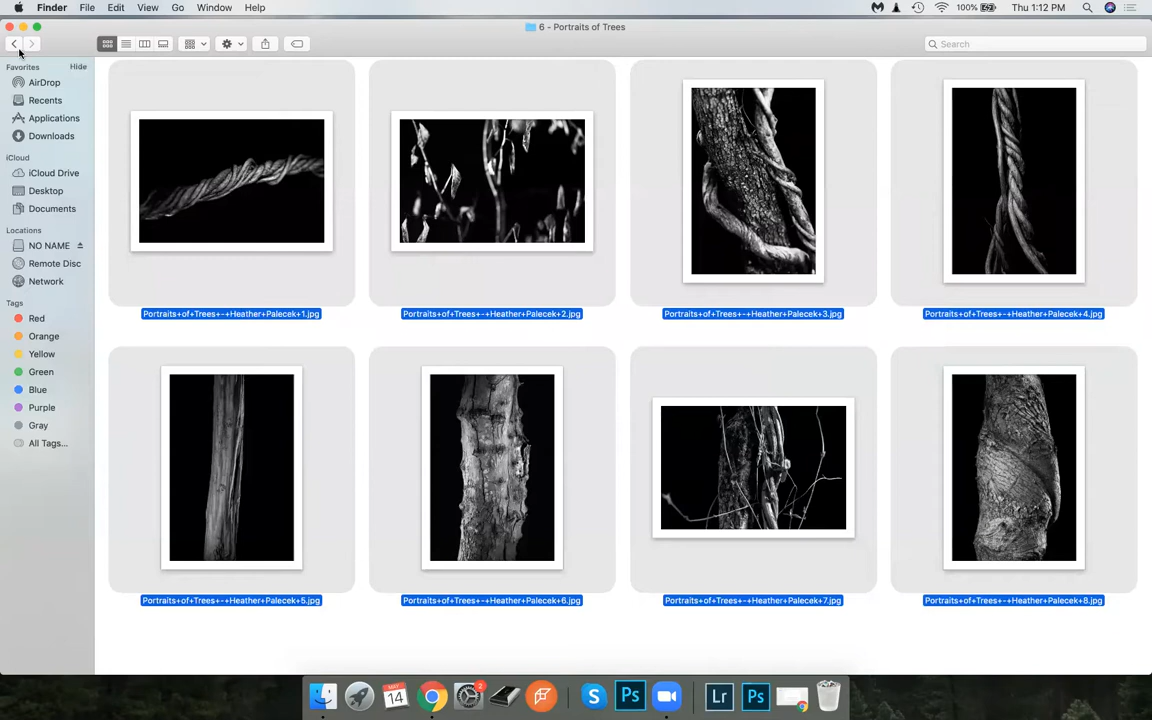 Finder File Edit View Go Window Help 100% Thu 1:12 PM
6 - Portraits of Trees
Search
Favorites Hide
AirDrop
Recents
Applications
Downloads
iCloud
iCloud Drive
Desktop
Documents
Locations
NO NAME
Remote Disc
Network
Tags
Red
Orange
Yellow
Green
Blue
Purple
Gray
All Tags...
Portraits+of+Trees+-+Heather+Palecek+1.jpg
Portraits+of+Trees+-+Heather+Palecek+2.jpg
Portraits+of+Trees+-+Heather+Palecek+3.jpg
Portraits+of+Trees+-+Heather+Palecek+4.jpg
Portraits+of+Trees+-+Heather+Palecek+5.jpg
Portraits+of+Trees+-+Heather+Palecek+6.jpg
Portraits+of+Trees+-+Heather+Palecek+7.jpg
Portraits+of+Trees+-+Heather+Palecek+8.jpg
MAY
14
2
S
Ps
Lr
Ps